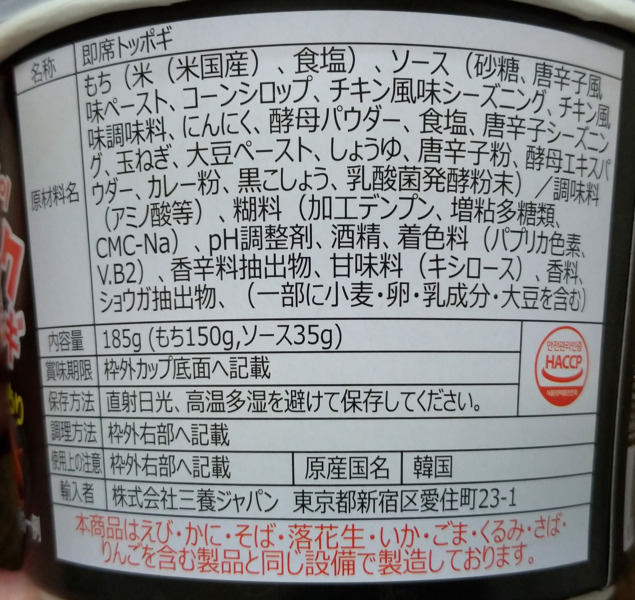 名称 即席トッポギ
原材料名 もち（米（米国産）、食塩）、ソース（砂糖、唐辛子風
味ペースト、コーンシロップ、チキン風味シーズニング、チキン風
味調味料、にんにく、酵母パウダー、食塩、唐辛子シーズニン
グ、玉ねぎ、大豆ペースト、しょうゆ、唐辛子粉、酵母エキスパ
ウダー、カレー粉、黒こしょう、乳酸菌発酵粉末）／調味料
（アミノ酸等）、糊料（加工デンプン、増粘多糖類、
CMC-Na）、pH調整剤、酒精、着色料（パプリカ色素、
V.B2）、香辛料抽出物、甘味料（キシロース）、香料、
ショウガ抽出物、（一部に小麦・卵・乳成分・大豆を含む）
内容量 185g (もち150g,ソース35g)
賞味期限 枠外カップ底面へ記載
保存方法 直射日光、高温多湿を避けて保存してください。
HACCP
調理方法 枠外右部へ記載
使用上の注意 枠外右部へ記載 原産国名 韓国
輸入者 株式会社三養ジャパン 東京都新宿区愛住町23-1
本商品はえび・かに・そば・落花生・いか・ごま・くるみ・さば・
りんごを含む製品と同じ設備で製造しております。